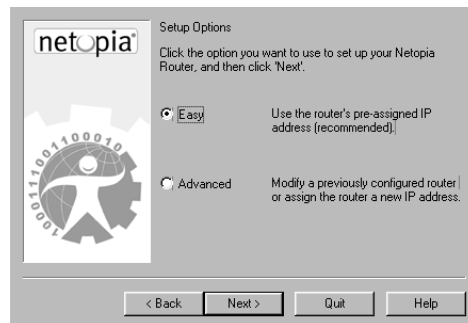 netopia
Setup Options
Click the option you want to use to set up your Netopia
Router, and then click 'Next'.
Easy
Use the router's pre-assigned IP
address (recommended).
Advanced
Modify a previously configured router
or assign the router a new IP address.
1000111101100010
< Back
Next >
Quit
Help